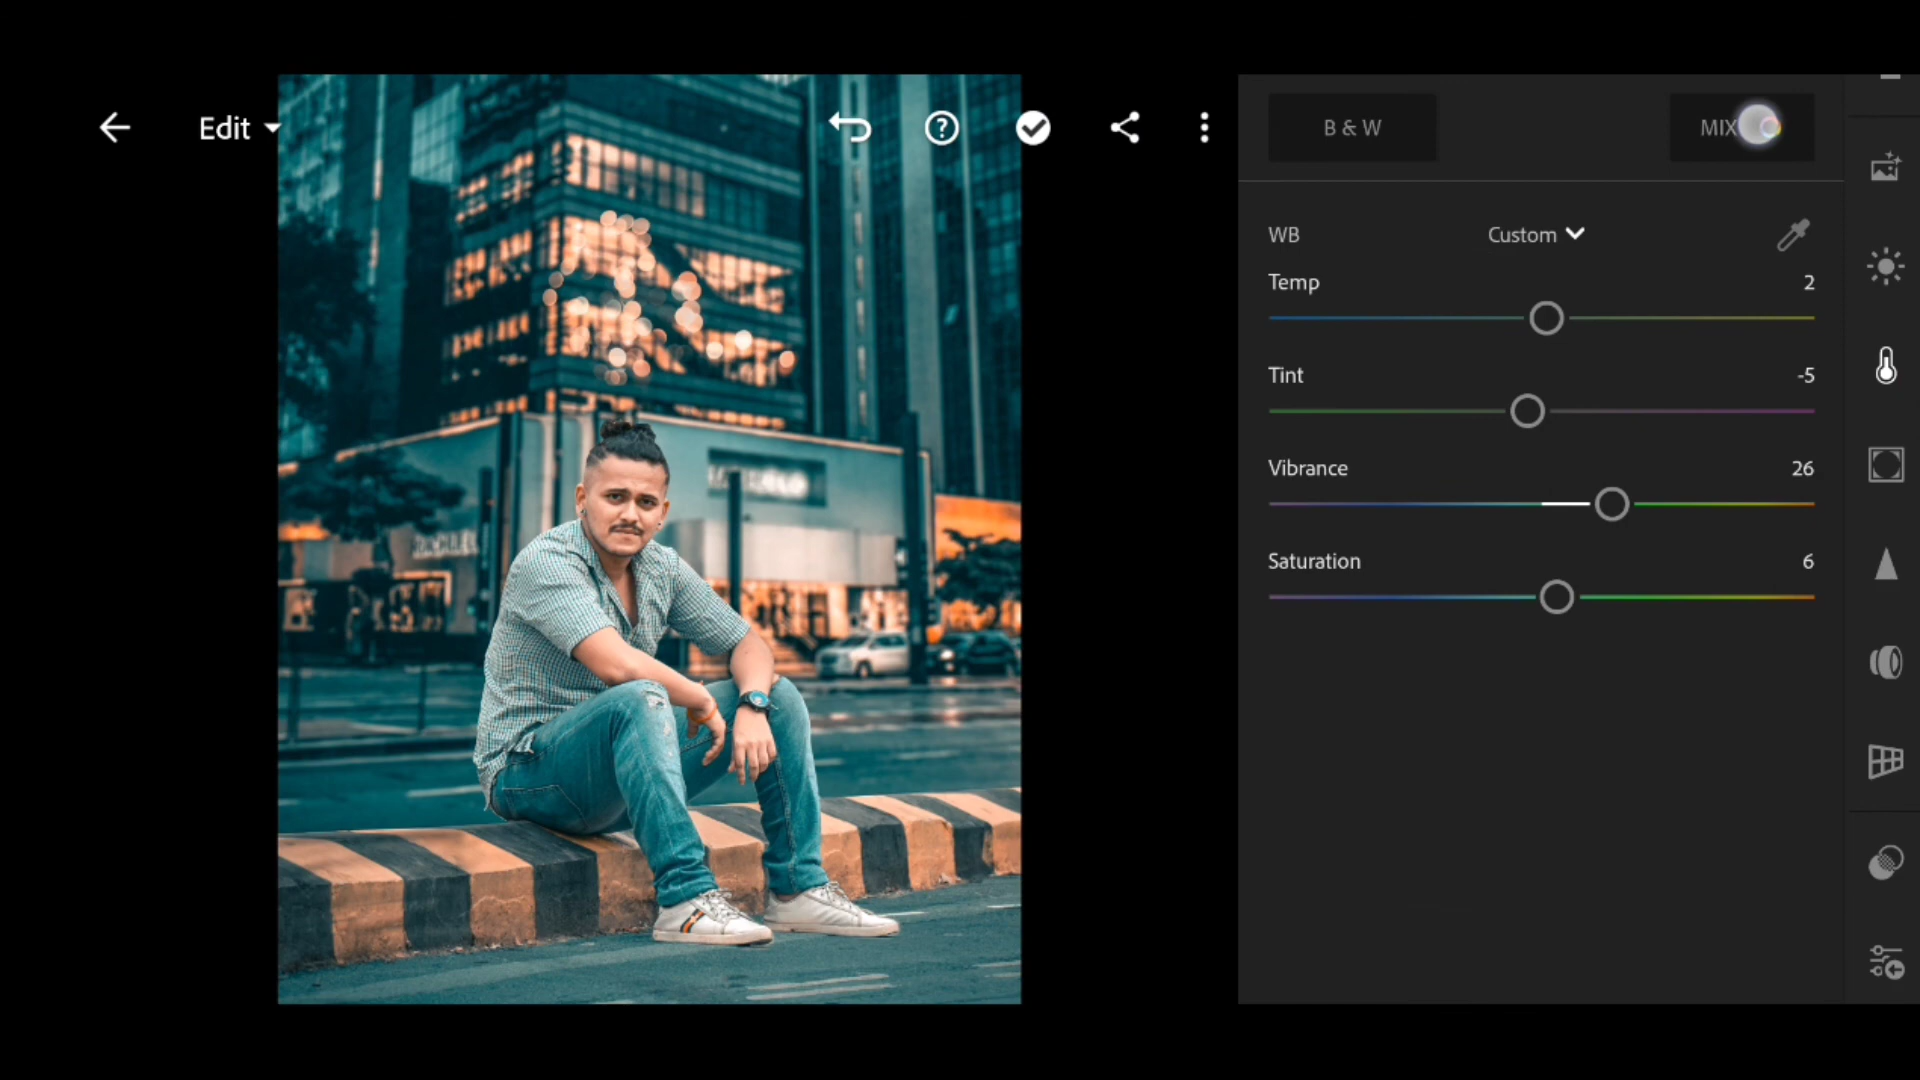 Edit
B & W
MIX
WB
Custom
Temp
2
Tint
-5
Vibrance
26
Saturation
6